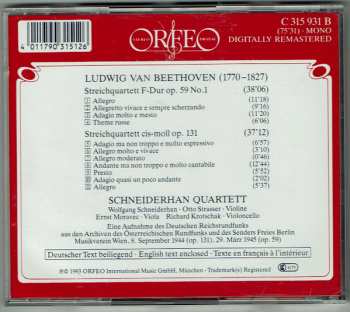 4 011790 315126
STEREO
ORFEO
DIGITAL
C 315 931 B
(75'31) · MONO
DIGITALLY REMASTERED
LUDWIG VAN BEETHOVEN (1770–1827)
Streichquartett F-Dur op. 59 No.1 (38'06)
Allegro (11'18)
Allegretto vivace e sempre scherzando (9'16)
Adagio molto e mesto (11'20)
Theme russe (6'06)
Streichquartett cis-moll op. 131 (37'12)
Adagio ma non troppo e molto espressivo (6'57)
Allegro molto e vivace (3'10)
Allegro moderato (0'46)
Andante ma non troppo e molto cantabile (12'44)
Presto (5'21)
Adagio quasi un poco andante (2'02)
Allegro (5'37)
SCHNEIDERHAN QUARTETT
Wolfgang Schneiderhan · Otto Strasser · Violine
Ernst Moravec · Viola Richard Krotschak · Violoncello
Eine Aufnahme des Deutschen Reichsrundfunks
aus den Archiven des Österreichischen Rundfunks und des Senders Freies Berlin
Musikverein Wien, 8. September 1944 (op. 131), 29. März 1945 (op. 59)
Deutscher Text beiliegend · English text enclosed · Texte en français à l'intérieur
℗© 1993 ORFEO International Music GmbH, München · Trademark(s) Registered